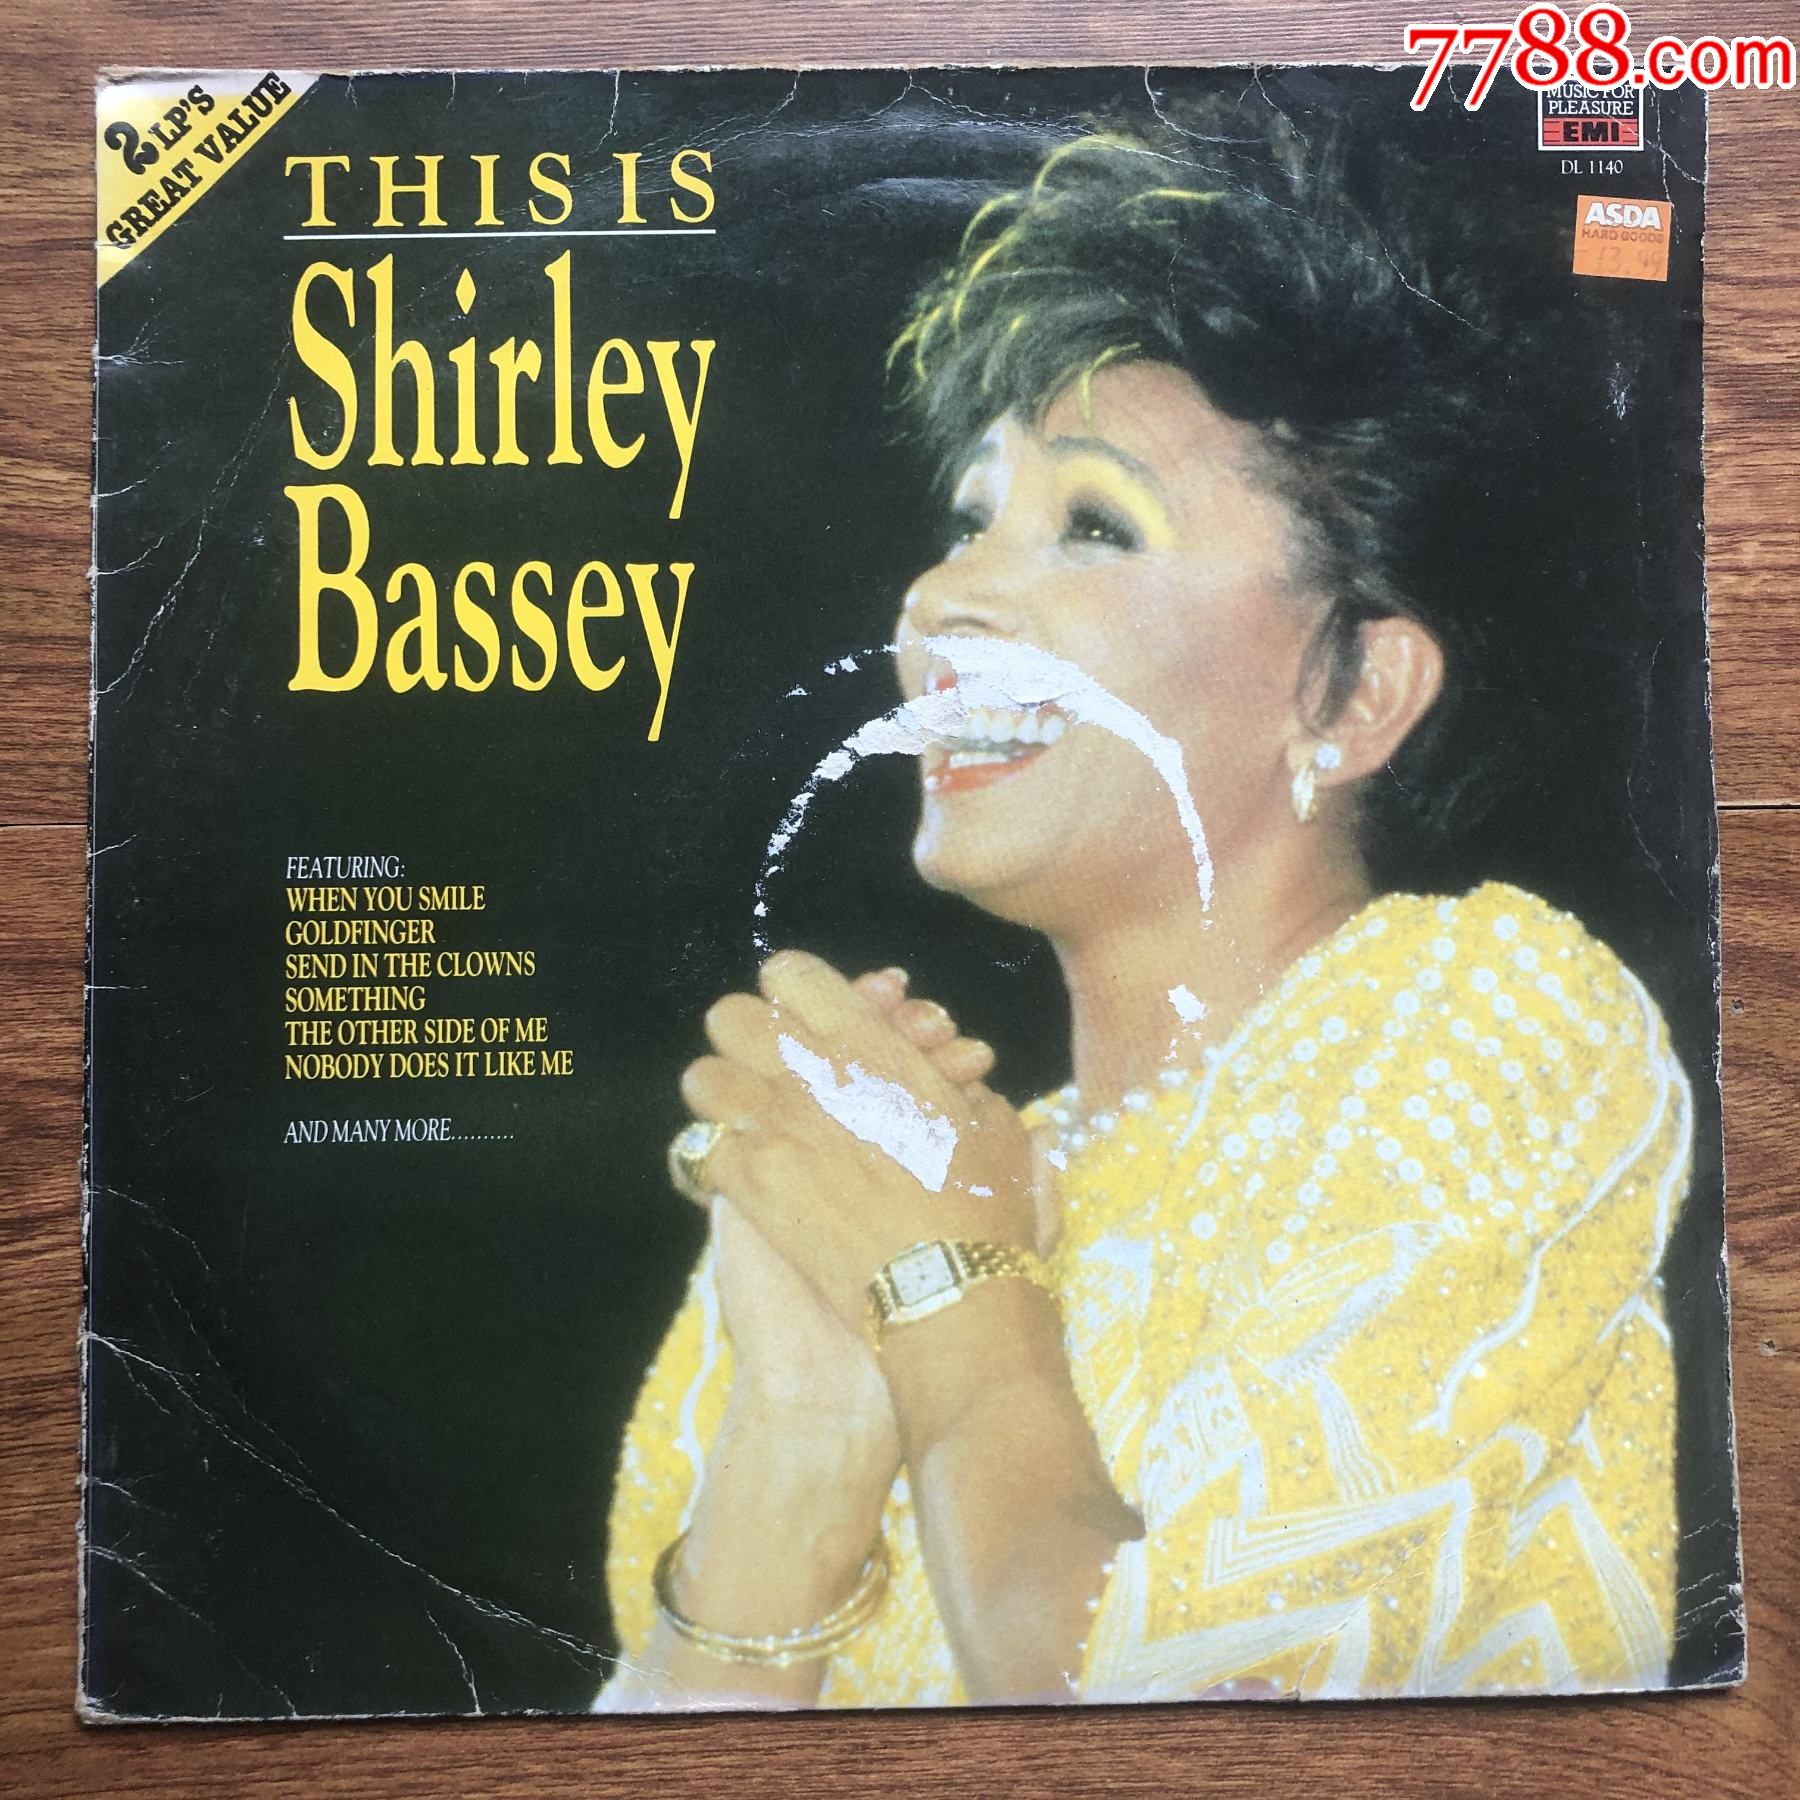 7788.com
2 LP'S
GREAT VALUE
THIS IS
Shirley
Bassey
MUSIC FOR
PLEASURE
EMI
DL 1140
ASDA
HARD GOODS
£3.99
FEATURING:
WHEN YOU SMILE
GOLDFINGER
SEND IN THE CLOWNS
SOMETHING
THE OTHER SIDE OF ME
NOBODY DOES IT LIKE ME
AND MANY MORE..........